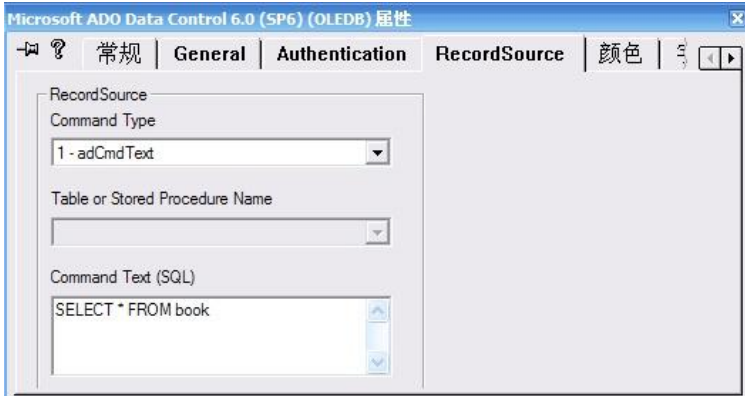 Microsoft ADO Data Control 6.0 (SP6) (OLEDB) 属性
常规 General Authentication RecordSource 颜色
RecordSource
Command Type
1 - adCmdText
Table or Stored Procedure Name
Command Text (SQL)
SELECT * FROM book